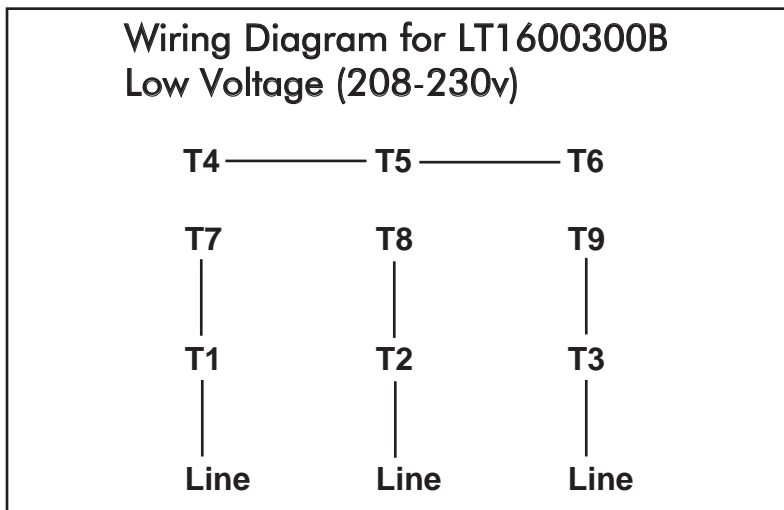 Wiring Diagram for LT1600300B
Low Voltage (208-230v)
T4 T5 T6
T7 T8 T9
T1 T2 T3
Line Line Line